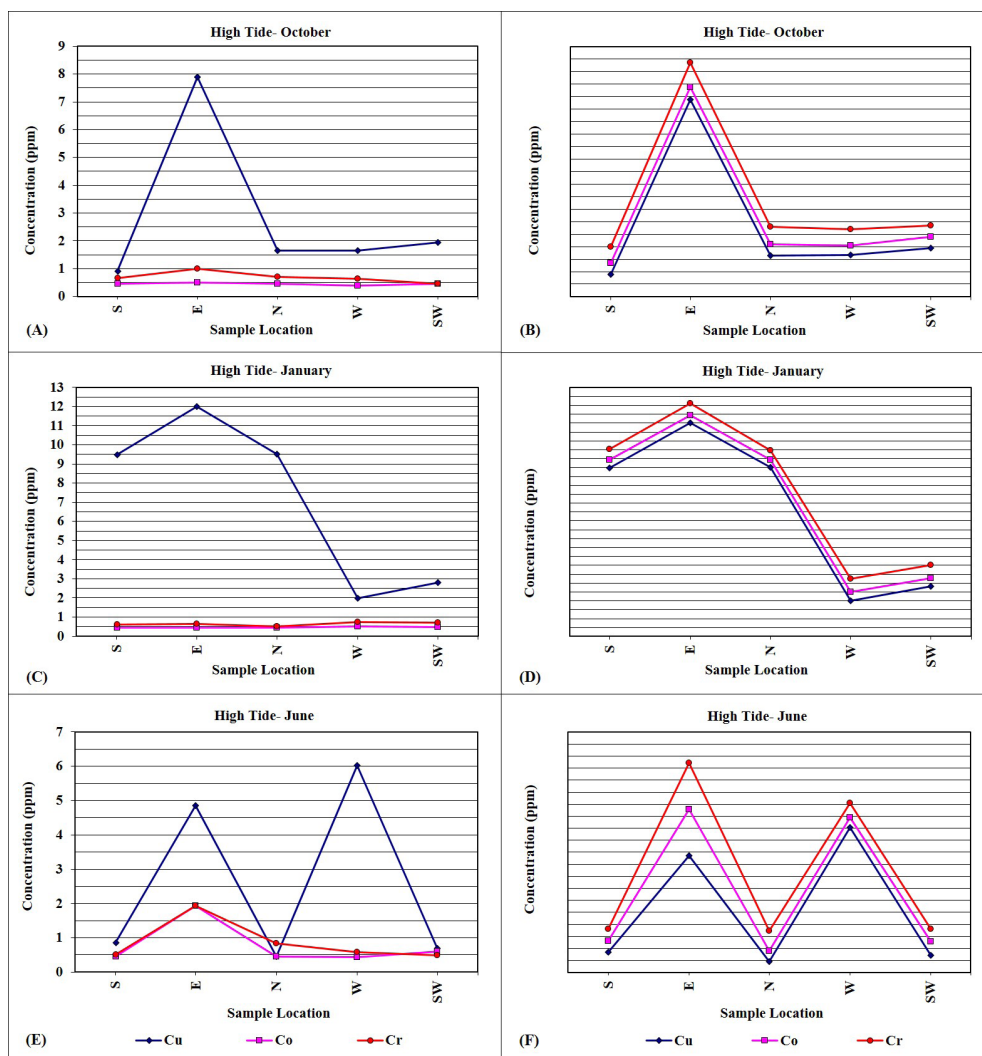 High Tide- October
Concentration (ppm)
9
8
7
6
5
4
3
2
1
0
S E N W SW
Sample Location
(A)
High Tide- October
Concentration (ppm)
S E N W SW
Sample Location
(B)
High Tide- January
Concentration (ppm)
13
12
11
10
9
8
7
6
5
4
3
2
1
0
S E N W SW
Sample Location
(C)
High Tide- January
Concentration (ppm)
S E N W SW
Sample Location
(D)
High Tide- June
Concentration (ppm)
7
6
5
4
3
2
1
0
S E N W SW
Sample Location
(E)
Cu Co Cr
High Tide- June
Concentration (ppm)
S E N W SW
Sample Location
(F)
Cu Co Cr